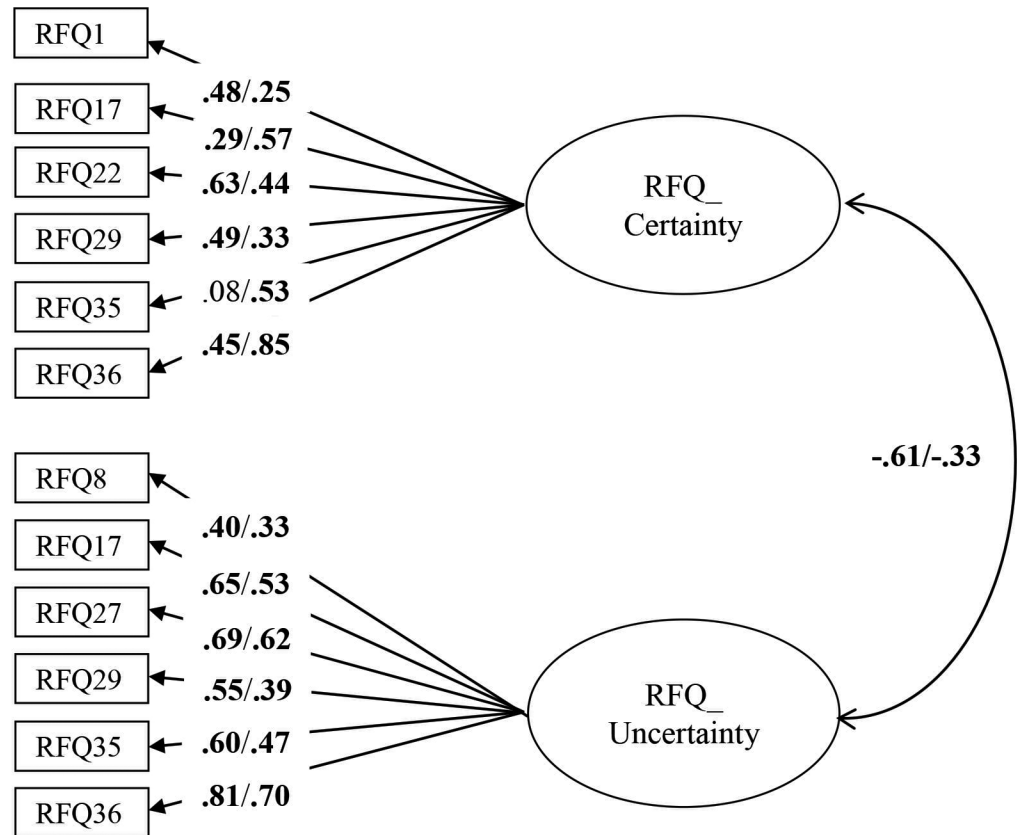 RFQ1
.48/.25
RFQ17
.29/.57
RFQ22
.63/.44
RFQ29
.49/.33
RFQ35
.08/.53
RFQ36
.45/.85
RFQ_
Certainty
-.61/-.33
RFQ8
.40/.33
RFQ17
.65/.53
RFQ27
.69/.62
RFQ29
.55/.39
RFQ35
.60/.47
RFQ36
.81/.70
RFQ_
Uncertainty